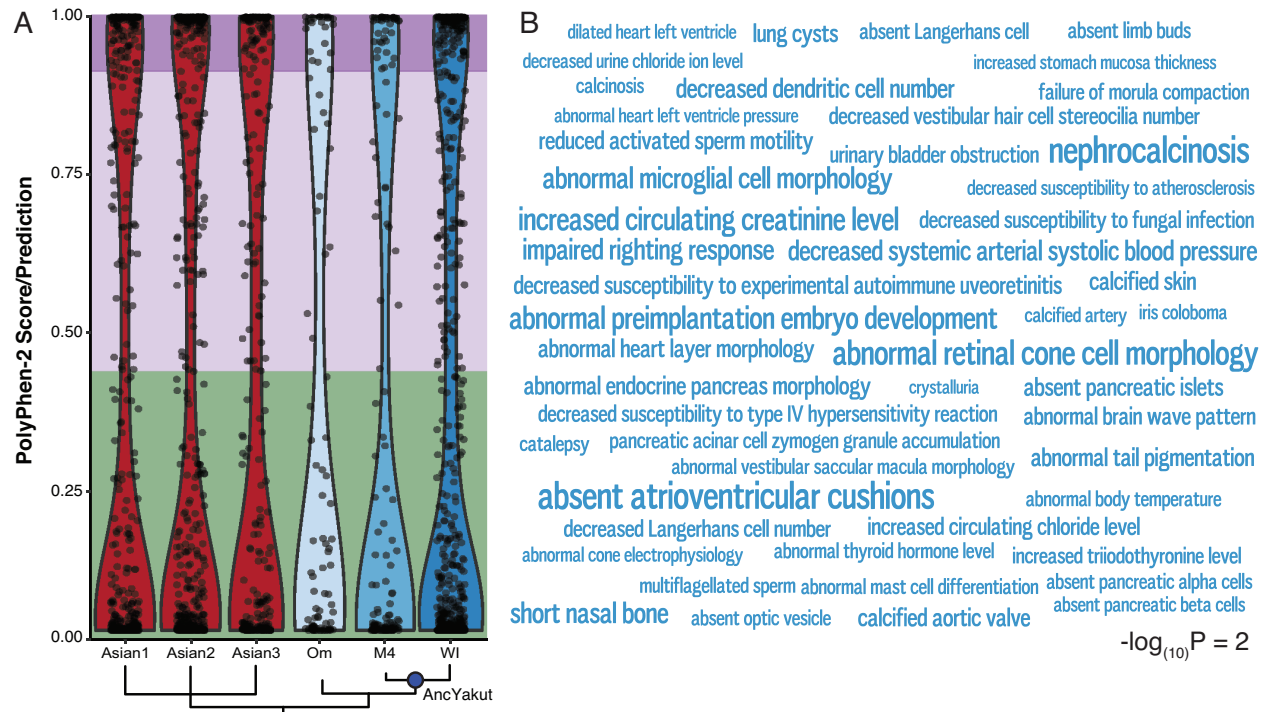 A
B
PolyPhen-2 Score/Prediction
1.00
0.75
0.50
0.25
0.00
Asian1 Asian2 Asian3 Om M4 WI
AncYakut
dilated heart left ventricle lung cysts absent Langerhans cell absent limb buds
decreased urine chloride ion level increased stomach mucosa thickness
calcinosis decreased dendritic cell number failure of morula compaction
abnormal heart left ventricle pressure decreased vestibular hair cell stereocilia number
reduced activated sperm motility urinary bladder obstruction nephrocalcinosis
abnormal microglial cell morphology decreased susceptibility to atherosclerosis
increased circulating creatinine level decreased susceptibility to fungal infection
impaired righting response decreased systemic arterial systolic blood pressure
decreased susceptibility to experimental autoimmune uveoretinitis calcified skin
abnormal preimplantation embryo development calcified artery iris coloboma
abnormal heart layer morphology abnormal retinal cone cell morphology
abnormal endocrine pancreas morphology crystalluria absent pancreatic islets
decreased susceptibility to type IV hypersensitivity reaction abnormal brain wave pattern
catalepsy pancreatic acinar cell zymogen granule accumulation
abnormal vestibular saccular macula morphology abnormal tail pigmentation
absent atrioventricular cushions abnormal body temperature
decreased Langerhans cell number increased circulating chloride level
abnormal cone electrophysiology abnormal thyroid hormone level increased triiodothyronine level
multiflagellated sperm abnormal mast cell differentiation absent pancreatic alpha cells
short nasal bone absent optic vesicle calcified aortic valve absent pancreatic beta cells
-log(10)P = 2